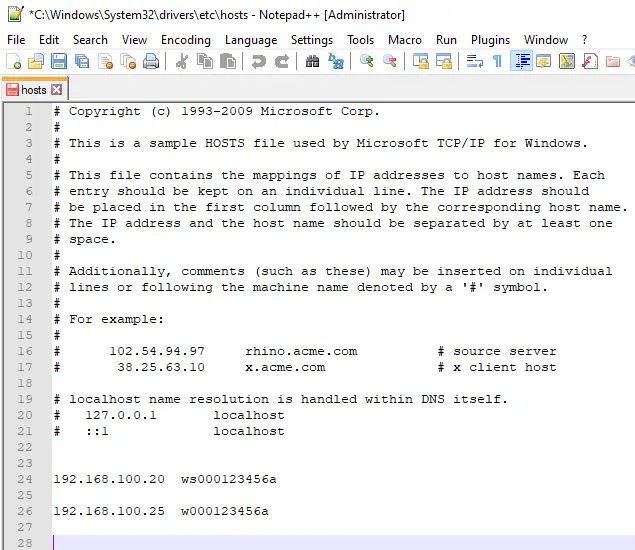 *C:\Windows\System32\drivers\etc\hosts - Notepad++ [Administrator]
File Edit Search View Encoding Language Settings Tools Macro Run Plugins Window ?
hosts
1 # Copyright (c) 1993-2009 Microsoft Corp.
2 #
3 # This is a sample HOSTS file used by Microsoft TCP/IP for Windows.
4 #
5 # This file contains the mappings of IP addresses to host names. Each
6 # entry should be kept on an individual line. The IP address should
7 # be placed in the first column followed by the corresponding host name.
8 # The IP address and the host name should be separated by at least one
9 # space.
10 #
11 # Additionally, comments (such as these) may be inserted on individual
12 # lines or following the machine name denoted by a '#' symbol.
13 #
14 # For example:
15 #
16 #      102.54.94.97     rhino.acme.com          # source server
17 #       38.25.63.10     x.acme.com              # x client host
18
19 # localhost name resolution is handled within DNS itself.
20 #   127.0.0.1       localhost
21 #   ::1             localhost
22
23
24 192.168.100.20  ws000123456a
25
26 192.168.100.25  w000123456a
27
28